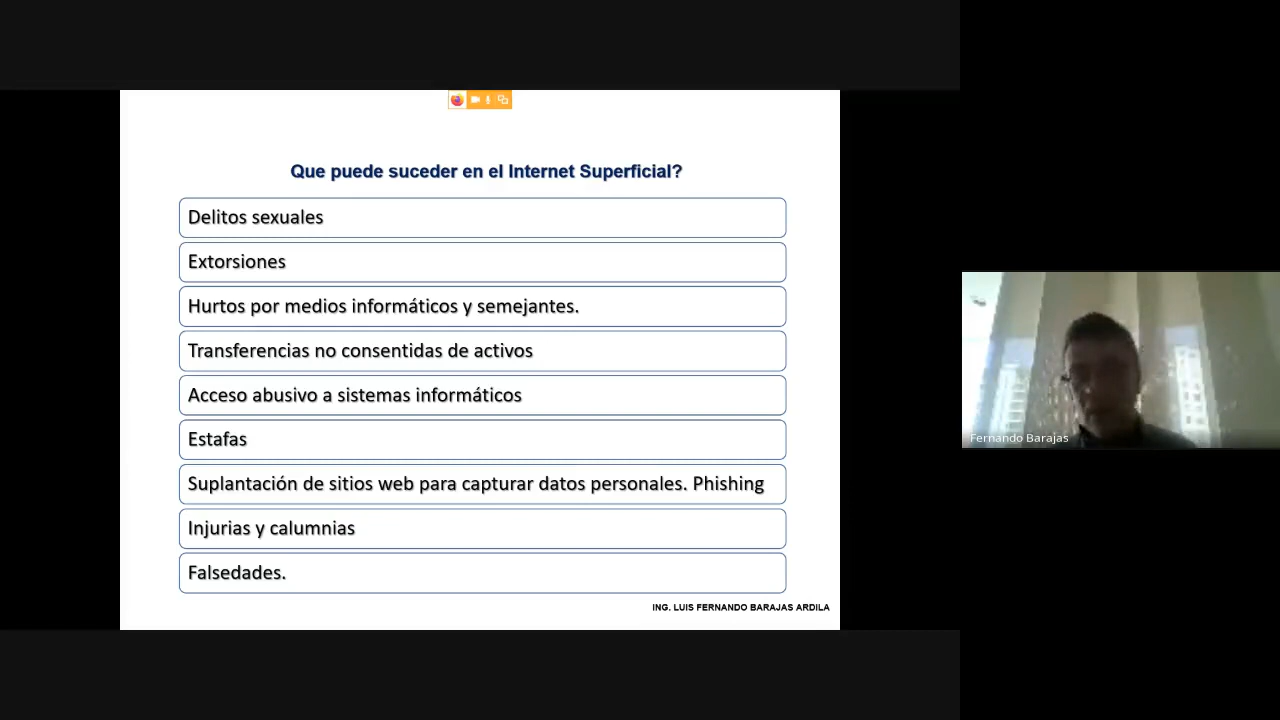 Que puede suceder en el Internet Superficial?
Delitos sexuales
Extorsiones
Hurtos por medios informáticos y semejantes.
Transferencias no consentidas de activos
Acceso abusivo a sistemas informáticos
Estafas
Suplantación de sitios web para capturar datos personales. Phishing
Injurias y calumnias
Falsedades.
ING. LUIS FERNANDO BARAJAS ARDILA
Fernando Barajas